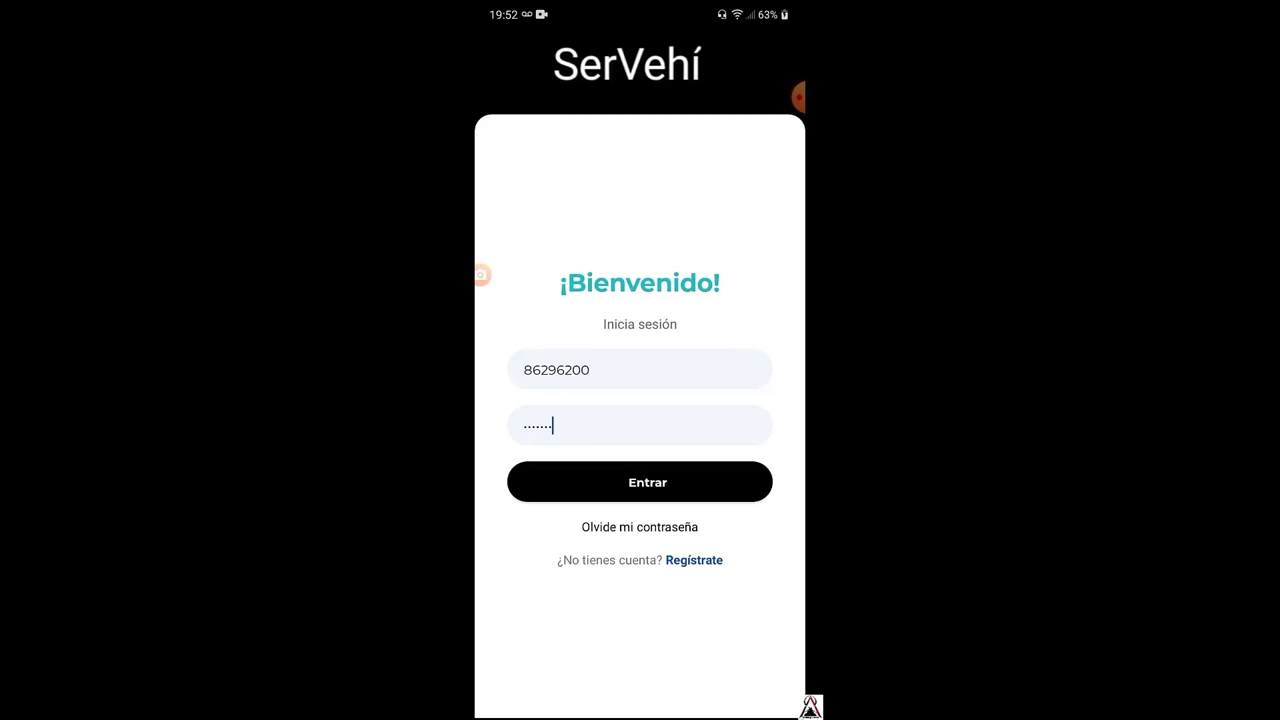 19:52 63%
SerVehí
¡Bienvenido!
Inicia sesión
86296200
.......
Entrar
Olvide mi contraseña
¿No tienes cuenta? Regístrate